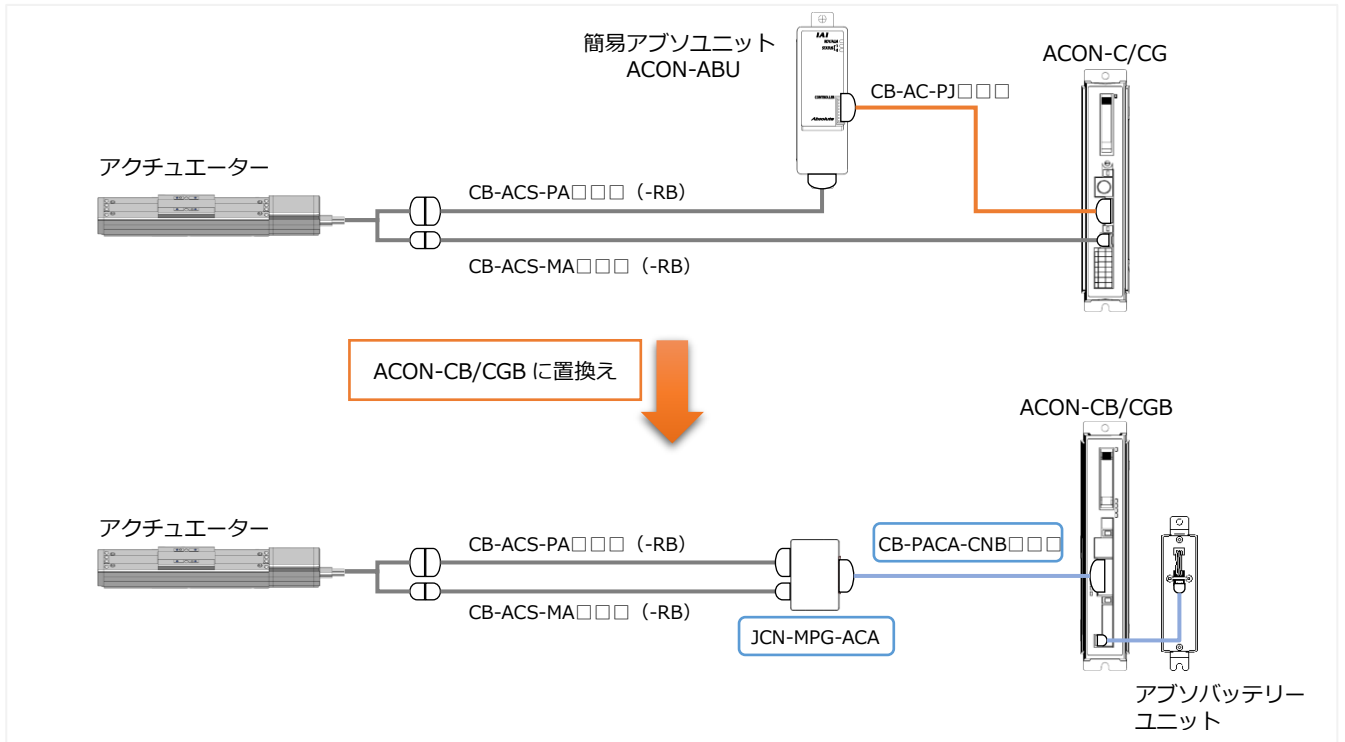 簡易アブソユニット
ACON-ABU
IAI
CONTROLLER
Absolute
CB-AC-PJ□□□
ACON-C/CG
アクチュエーター
CB-ACS-PA□□□（-RB）
CB-ACS-MA□□□（-RB）
ACON-CB/CGB に置換え
ACON-CB/CGB
アクチュエーター
CB-ACS-PA□□□（-RB）
CB-PACA-CNB□□□
CB-ACS-MA□□□（-RB）
JCN-MPG-ACA
アブソバッテリー
ユニット